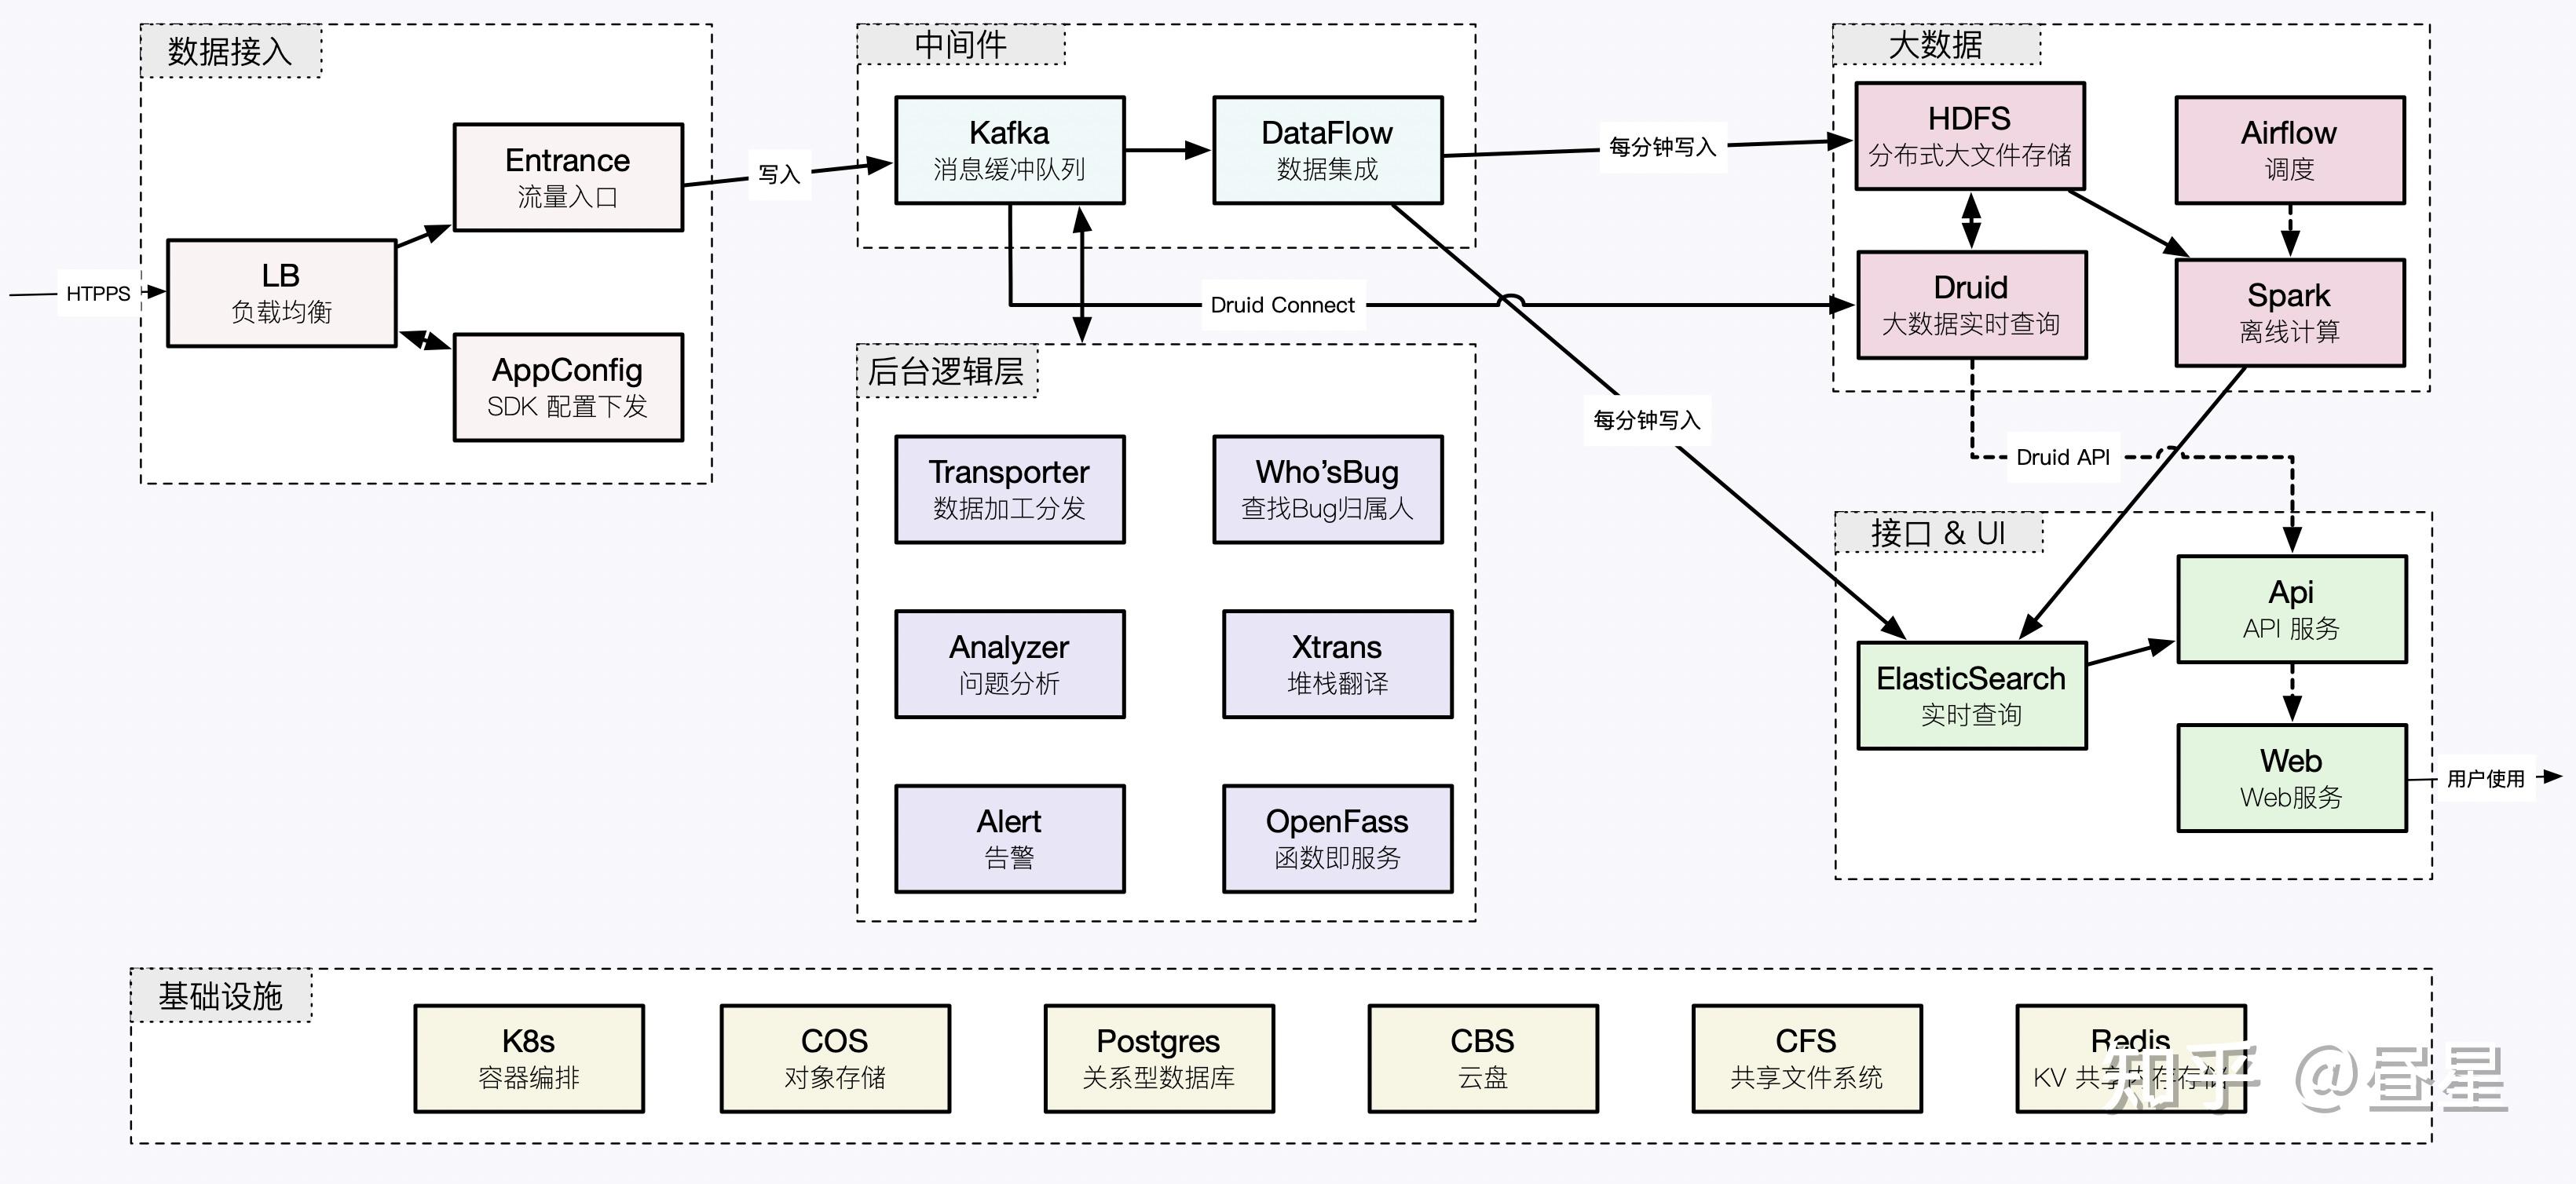 数据接入
HTPPS
LB
负载均衡
Entrance
流量入口
AppConfig
SDK 配置下发
写入
中间件
Kafka
消息缓冲队列
DataFlow
数据集成
每分钟写入
Druid Connect
每分钟写入
后台逻辑层
Transporter
数据加工分发
Who’sBug
查找Bug归属人
Analyzer
问题分析
Xtrans
堆栈翻译
Alert
告警
OpenFass
函数即服务
大数据
HDFS
分布式大文件存储
Airflow
调度
Druid
大数据实时查询
Spark
离线计算
Druid API
接口 & UI
Api
API 服务
ElasticSearch
实时查询
Web
Web服务
用户使用
基础设施
K8s
容器编排
COS
对象存储
Postgres
关系型数据库
CBS
云盘
CFS
共享文件系统
Redis
KV 共享内存存储
知乎 @昼星